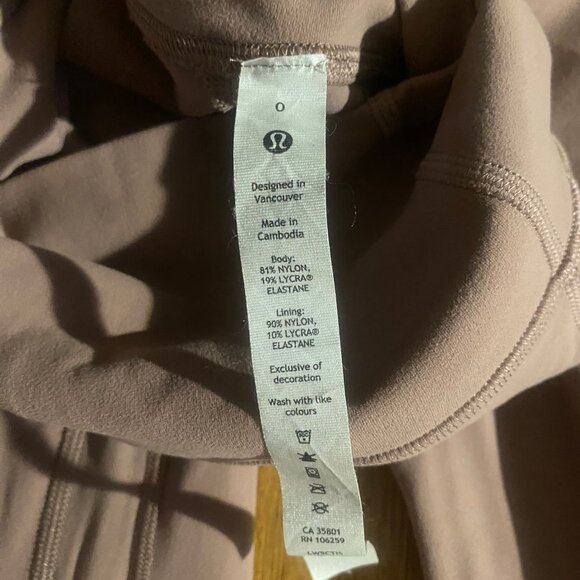 0
Designed in
Vancouver
Made in
Cambodia
Body:
81% NYLON,
19% LYCRA®
ELASTANE
Lining:
90% NYLON,
10% LYCRA®
ELASTANE
Exclusive of
decoration
Wash with like
colours
CA 35801
RN 106259